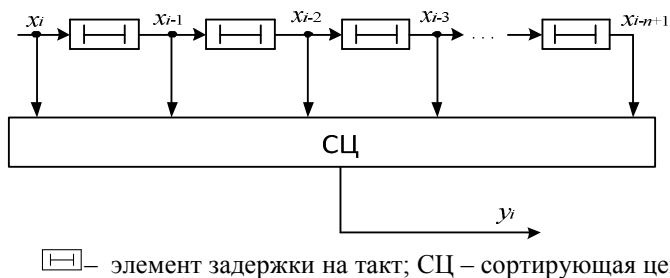 xi xi-1 xi-2 xi-3 ... xi-n+1
СЦ
yi
– элемент задержки на такт; СЦ – сортирующая це